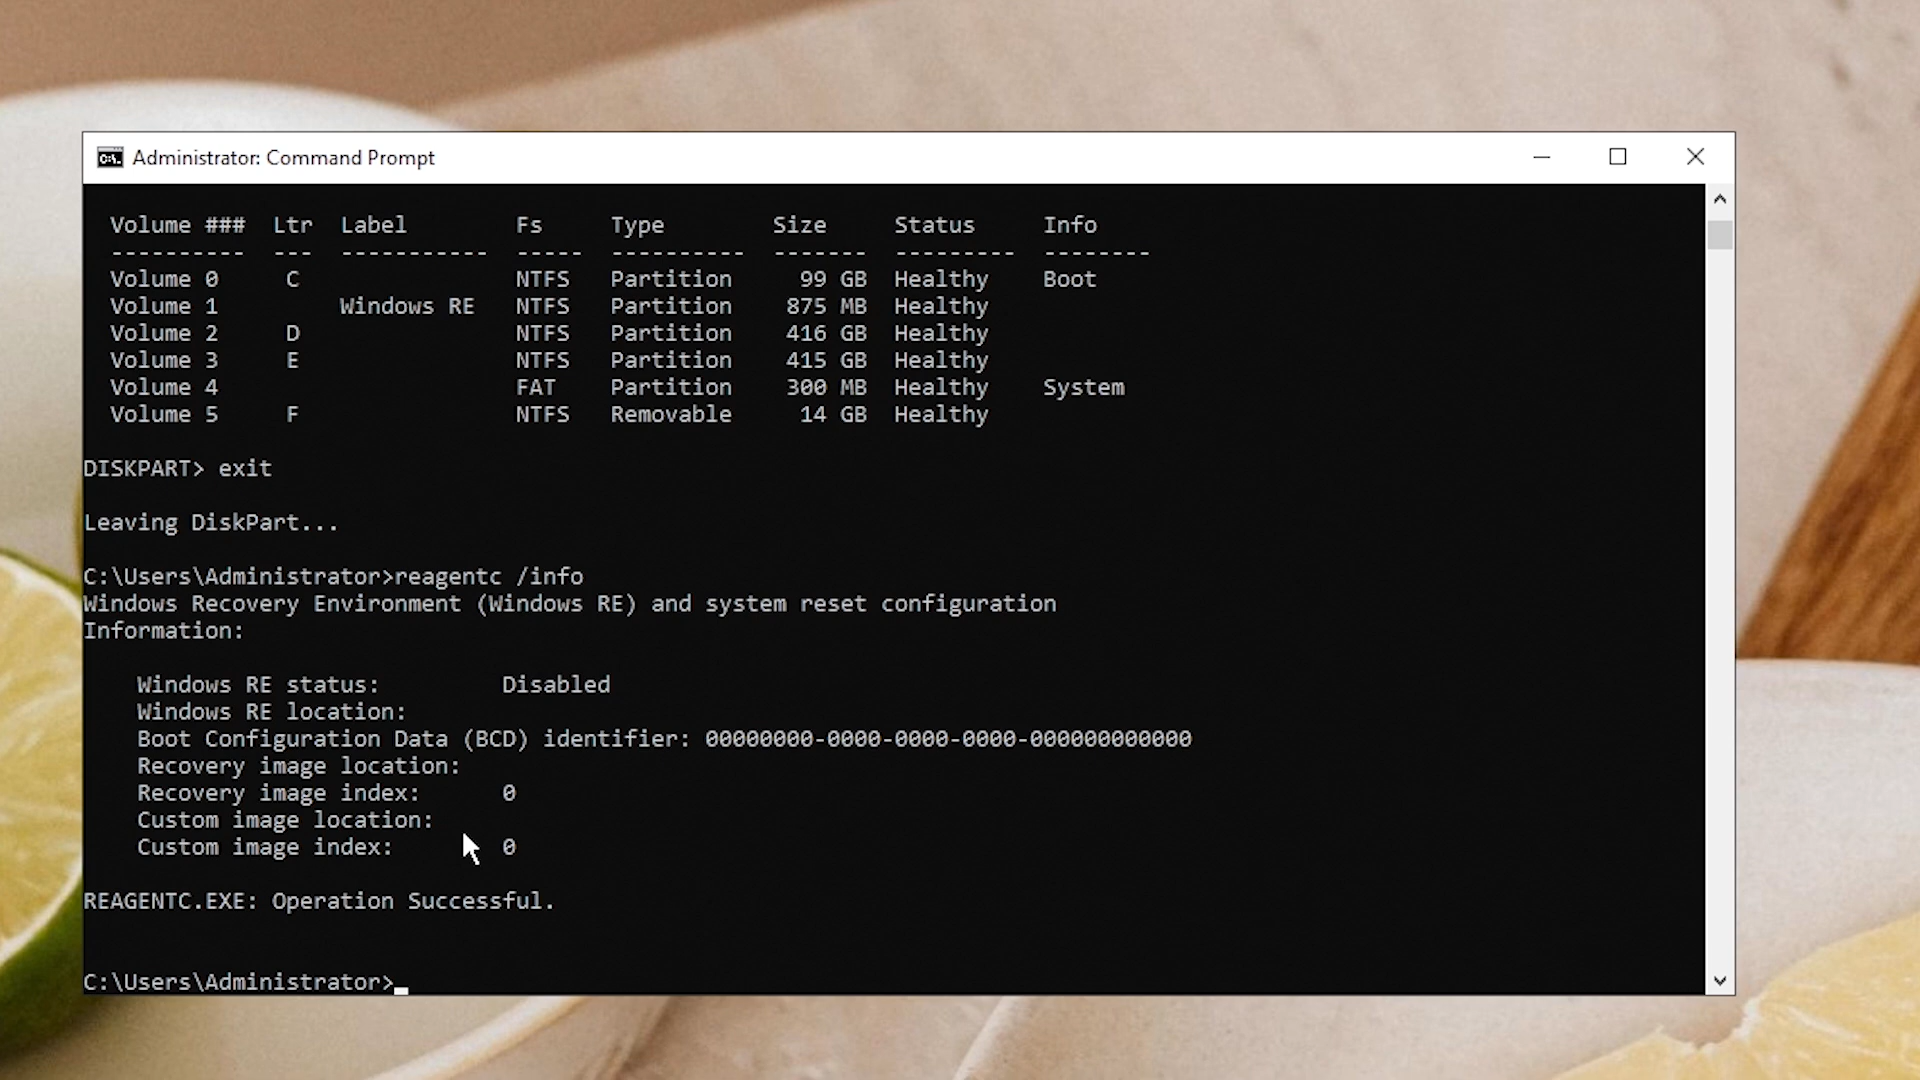 Administrator: Command Prompt
Volume ###  Ltr  Label        Fs     Type        Size     Status     Info
----------  ---  -----------  -----  ----------  -------  ---------  --------
Volume 0     C                NTFS   Partition     99 GB  Healthy    Boot
Volume 1         Windows RE   NTFS   Partition    875 MB  Healthy
Volume 2     D                NTFS   Partition    416 GB  Healthy
Volume 3     E                NTFS   Partition    415 GB  Healthy
Volume 4                      FAT    Partition    300 MB  Healthy    System
Volume 5     F                NTFS   Removable     14 GB  Healthy
DISKPART> exit
Leaving DiskPart...
C:\Users\Administrator>reagentc /info
Windows Recovery Environment (Windows RE) and system reset configuration
Information:
Windows RE status:         Disabled
Windows RE location:
Boot Configuration Data (BCD) identifier: 00000000-0000-0000-0000-000000000000
Recovery image location:
Recovery image index:      0
Custom image location:
Custom image index:        0
REAGENTC.EXE: Operation Successful.
C:\Users\Administrator>